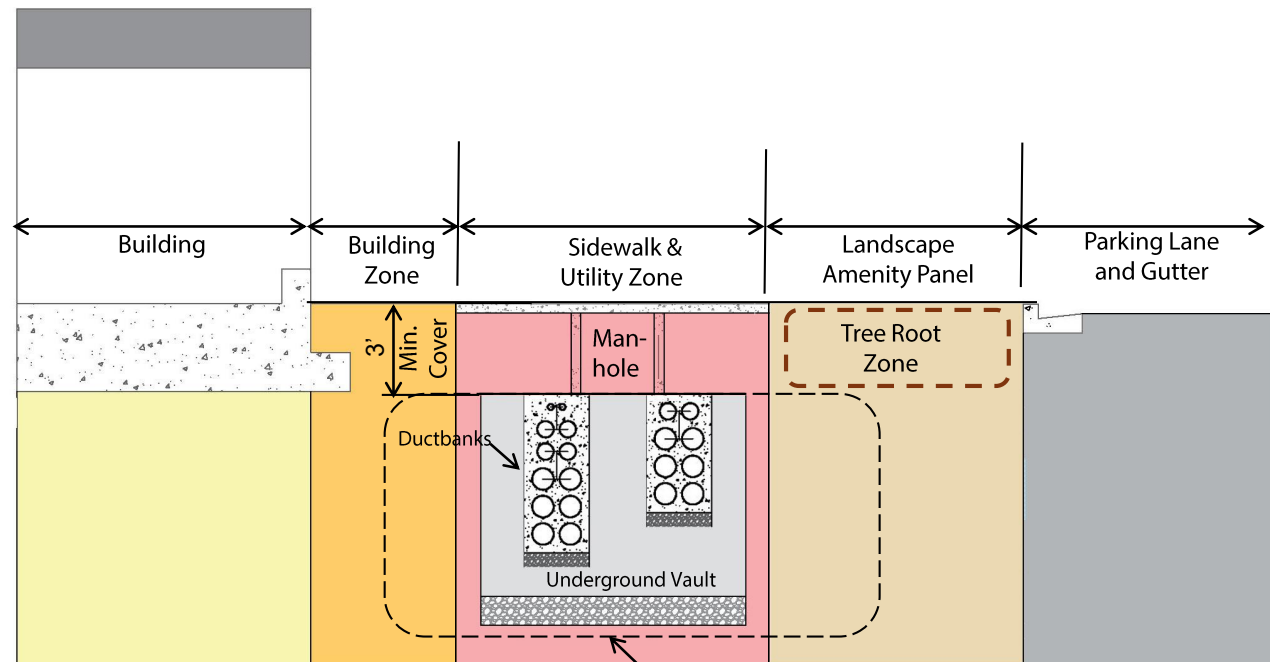 Building
Building
Zone
Sidewalk &
Utility Zone
Landscape
Amenity Panel
Parking Lane
and Gutter
3'
Min.
Cover
Man-
hole
Tree Root
Zone
Ductbanks
Underground Vault